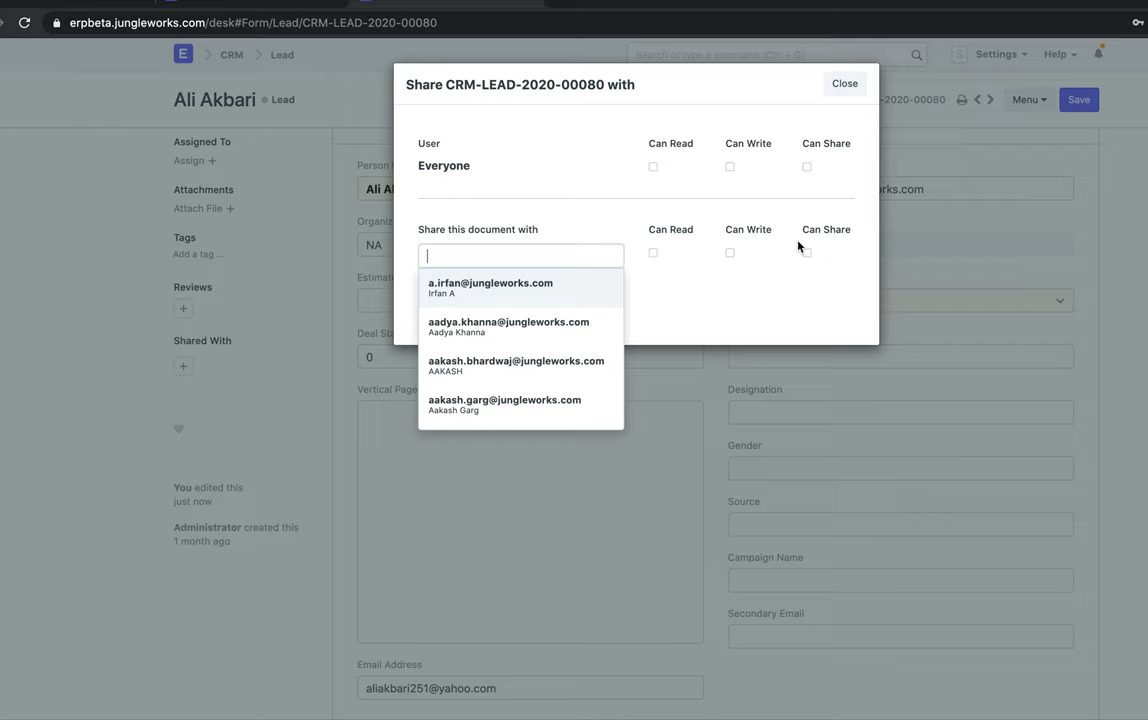 erpbeta.jungleworks.com/desk#Form/Lead/CRM-LEAD-2020-00080
E CRM Lead
Search or type a command (Ctrl + G)
S Settings Help
Ali Akbari Lead
-2020-00080 Menu Save
Share CRM-LEAD-2020-00080 with
Close
User Can Read Can Write Can Share
Everyone
Share this document with Can Read Can Write Can Share
a.irfan@jungleworks.com
Irfan A
aadya.khanna@jungleworks.com
Aadya Khanna
aakash.bhardwaj@jungleworks.com
AAKASH
aakash.garg@jungleworks.com
Aakash Garg
Assigned To
Assign +
Attachments
Attach File +
Tags
Add a tag ...
Reviews
+
Shared With
+
You edited this
just now
Administrator created this
1 month ago
Person
Ali A
rks.com
Organiz
NA
Estimate
Deal Sta
0
Vertical Page
Designation
Gender
Source
Campaign Name
Secondary Email
Email Address
aliakbari251@yahoo.com